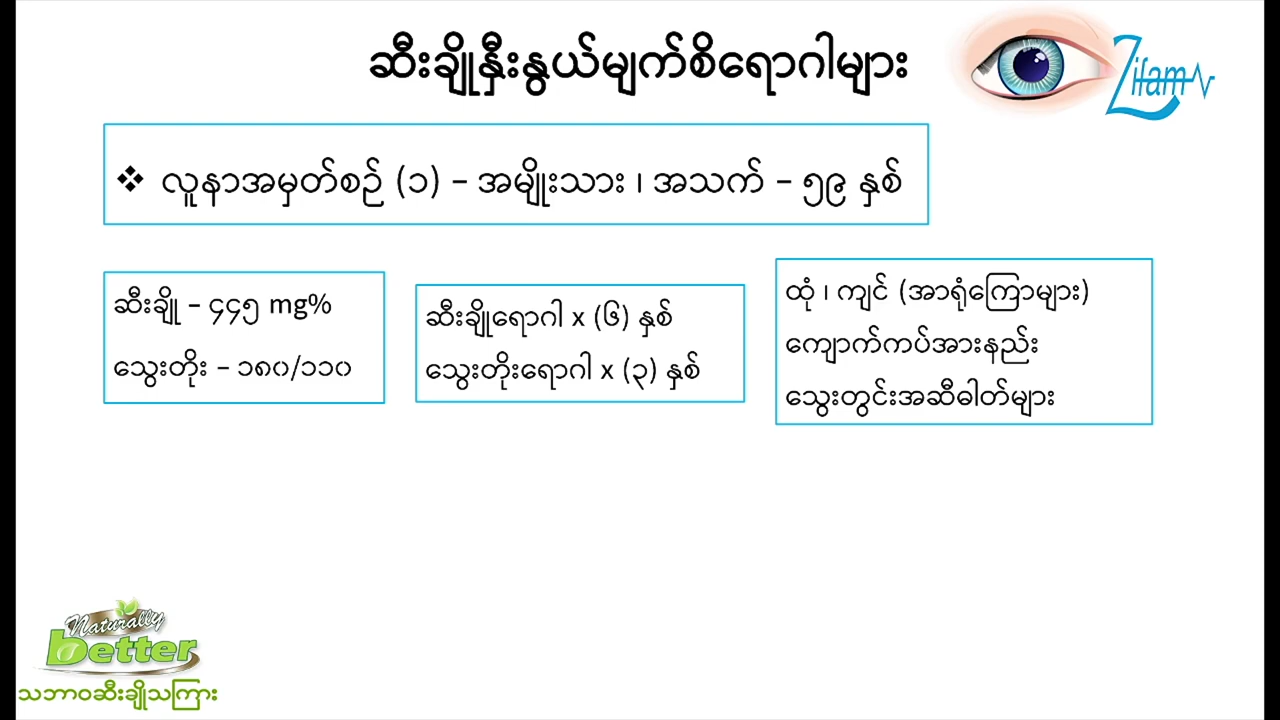 ဆီးချိုနှီးနွယ်မျက်စိရောဂါများ
Zifam
❖ လူနာအမှတ်စဉ် (၁) – အမျိုးသား ၊ အသက် – ၅၉ နှစ်
ဆီးချို – ၄၄၅ mg%
သွေးတိုး – ၁၈၀/၁၁၀
ဆီးချိုရောဂါ x (၆) နှစ်
သွေးတိုးရောဂါ x (၃) နှစ်
ထုံ ၊ ကျင် (အာရုံကြောများ)
ကျောက်ကပ်အားနည်း
သွေးတွင်းအဆီဓါတ်များ
Naturally
better
သဘာဝဆီးချိုသကြား